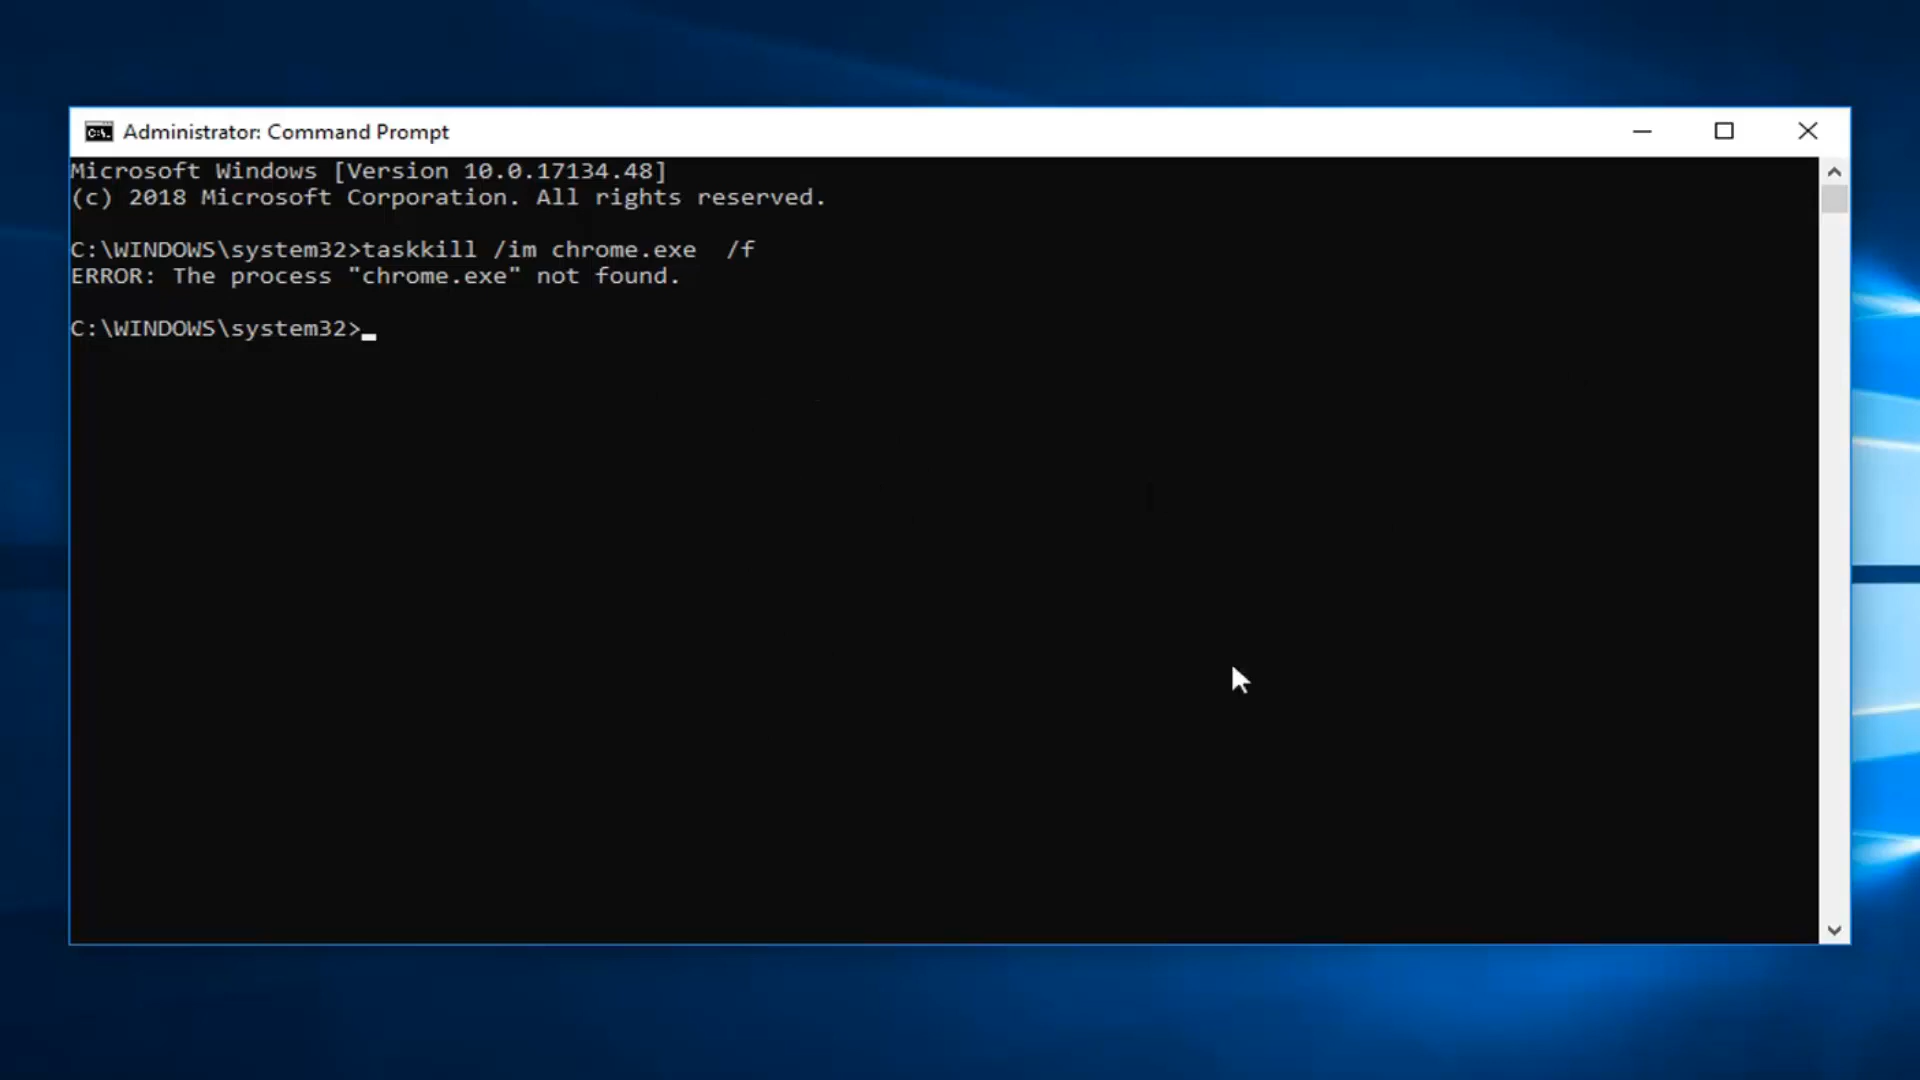 Administrator: Command Prompt
Microsoft Windows [Version 10.0.17134.48]
(c) 2018 Microsoft Corporation. All rights reserved.
C:\WINDOWS\system32>taskkill /im chrome.exe  /f
ERROR: The process "chrome.exe" not found.
C:\WINDOWS\system32>